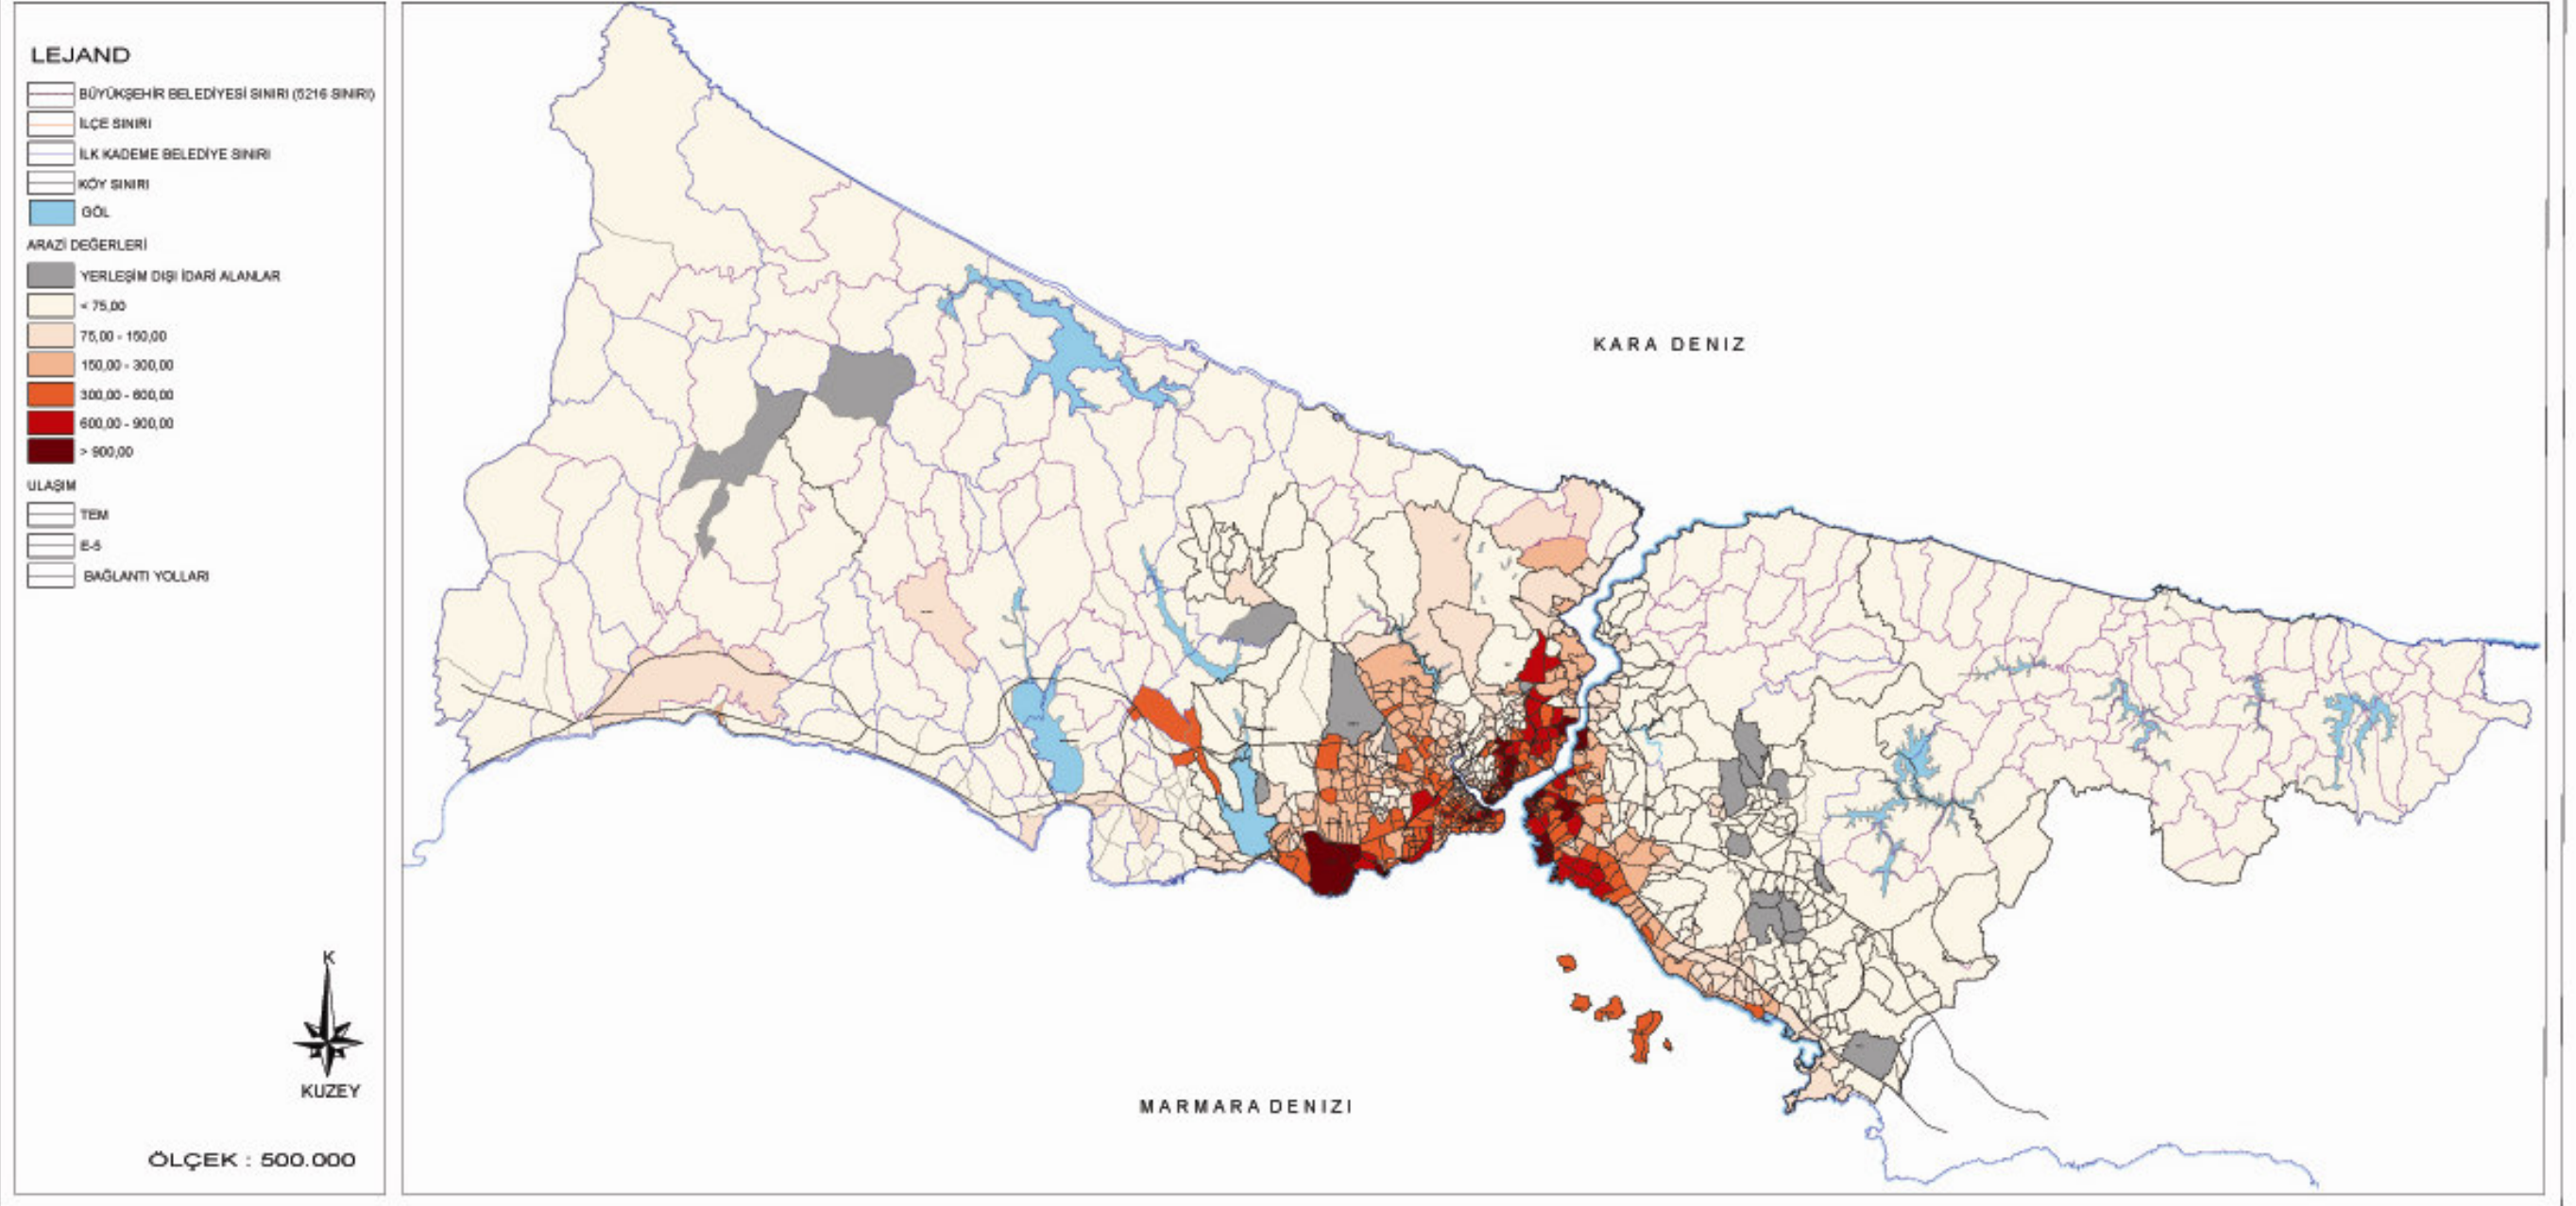 LEJAND
BÜYÜKŞEHİR BELEDİYESİ SINIRI (5216 SINIRI)
İLÇE SINIRI
İLK KADEME BELEDİYE SINIRI
KÖY SINIRI
GÖL
ARAZİ DEĞERLERİ
YERLEŞİM DIŞI İDARİ ALANLAR
< 75,00
75,00 - 150,00
150,00 - 300,00
300,00 - 600,00
600,00 - 900,00
> 900,00
ULAŞIM
TEM
E-5
BAĞLANTI YOLLARI
K
KUZEY
ÖLÇEK : 500.000
KARA DENIZ
MARMARA DENIZI